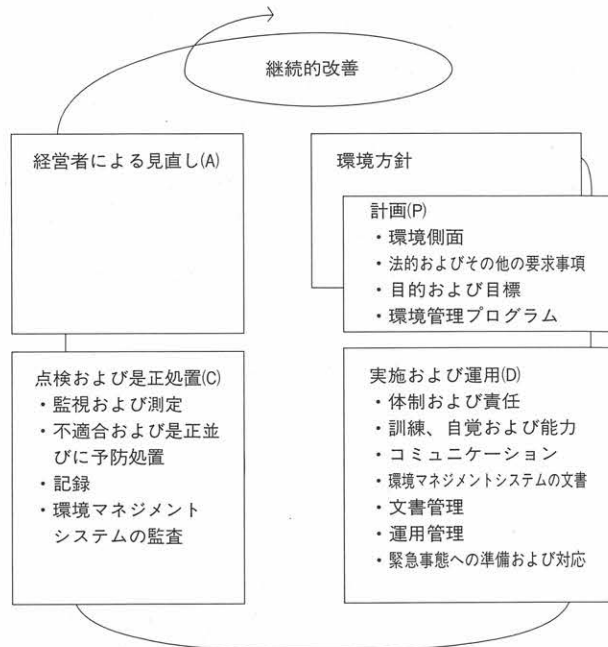 継続的改善
経営者による見直し(A)
環境方針
計画(P)
・環境側面
・法的およびその他の要求事項
・目的および目標
・環境管理プログラム
点検および是正処置(C)
・監視および測定
・不適合および是正並
びに予防処置
・記録
・環境マネジメント
システムの監査
実施および運用(D)
・体制および責任
・訓練、自覚および能力
・コミュニケーション
・環境マネジメントシステムの文書
・文書管理
・運用管理
・緊急事態への準備および対応